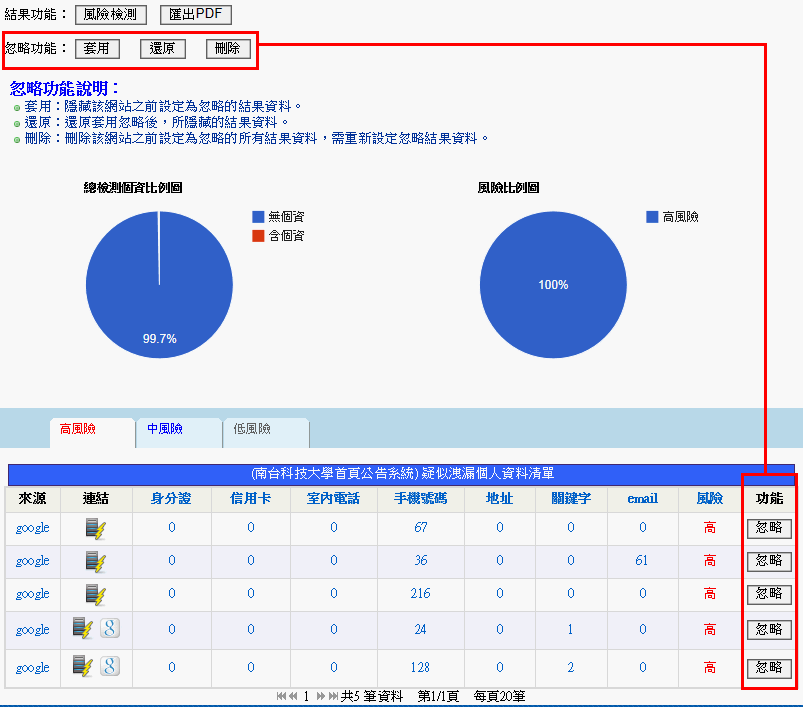 結果功能： 風險檢測 匯出PDF
忽略功能： 套用 還原 刪除
忽略功能說明：
套用：隱藏該網站之前設定為忽略的結果資料。
還原：還原套用忽略後，所隱藏的結果資料。
刪除：刪除該網站之前設定為忽略的所有結果資料，需重新設定忽略結果資料。
總檢測個資比例圖
無個資
含個資
99.7%
風險比例圖
高風險
100%
高風險 中風險 低風險
(南台科技大學首頁公告系統) 疑似洩漏個人資料清單
來源 連結 身分證 信用卡 室內電話 手機號碼 地址 關鍵字 email 風險 功能
google 0 0 0 67 0 0 0 高 忽略
google 0 0 0 36 0 0 61 高 忽略
google 0 0 0 216 0 0 0 高 忽略
google 8 0 0 0 24 0 1 0 高 忽略
google 8 0 0 0 128 0 2 0 高 忽略
1 共5 筆資料 第1/1頁 每頁20筆